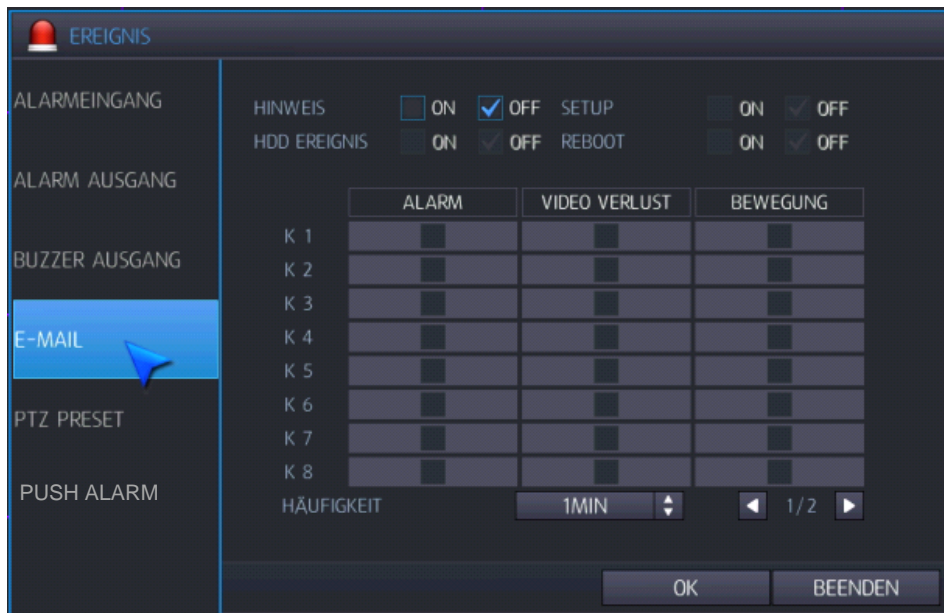 EREIGNIS
ALARMEINGANG
ALARM AUSGANG
BUZZER AUSGANG
E-MAIL
PTZ PRESET
PUSH ALARM
HINWEIS ON OFF SETUP ON OFF
HDD EREIGNIS ON OFF REBOOT ON OFF
ALARM VIDEO VERLUST BEWEGUNG
K 1
K 2
K 3
K 4
K 5
K 6
K 7
K 8
HÄUFIGKEIT 1MIN 1/2
OK BEENDEN